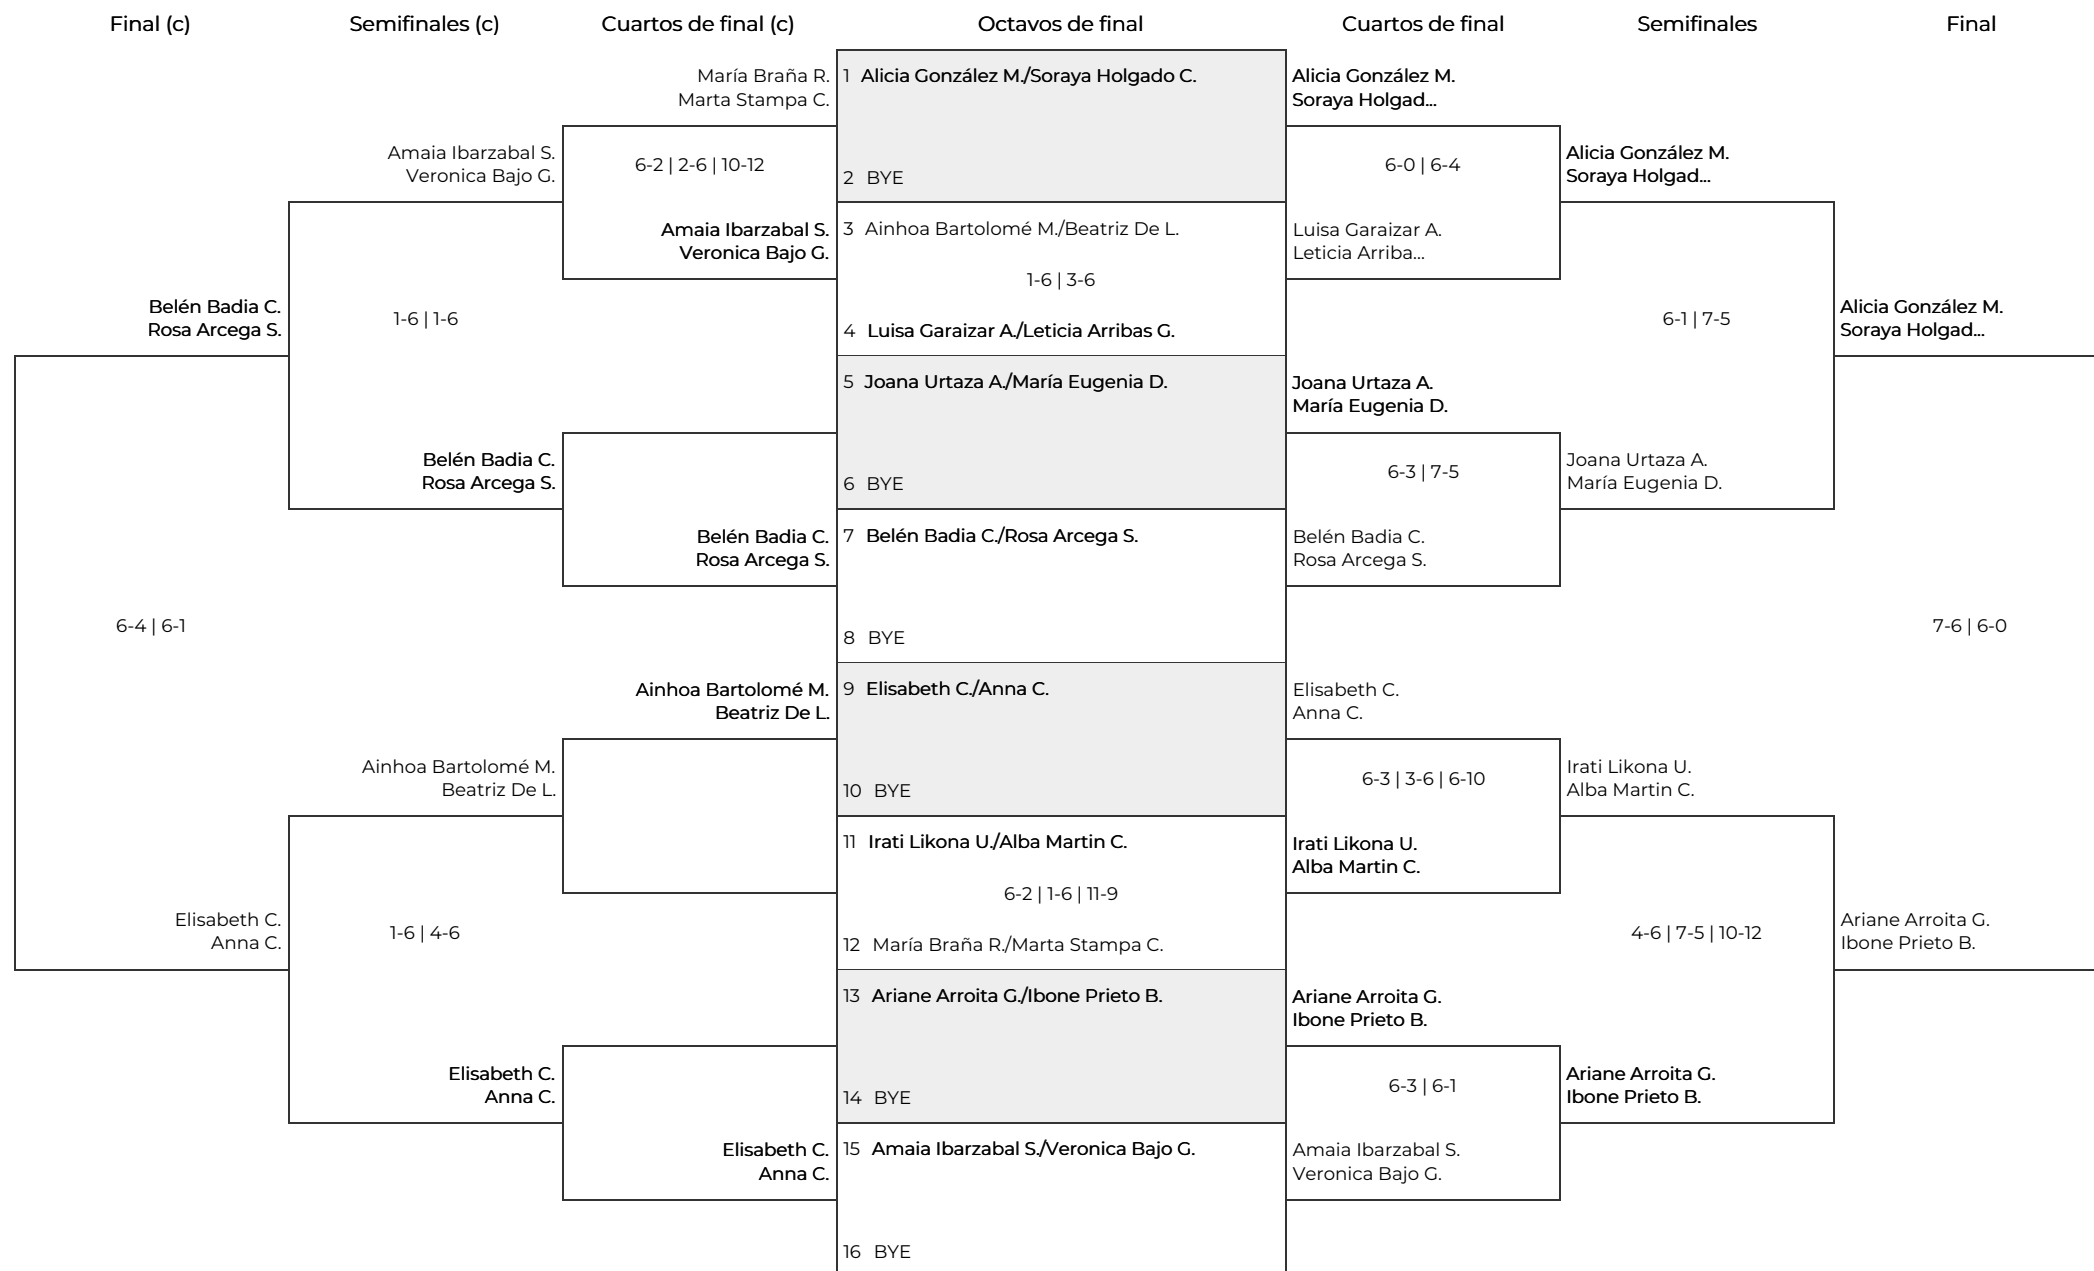 Final (c)
Semifinales (c)
Cuartos de final (c)
Octavos de final
Cuartos de final
Semifinales
Final
María Braña R.
Marta Stampa C.
6-2 | 2-6 | 10-12
Amaia Ibarzabal S.
Veronica Bajo G.
Belén Badia C.
Rosa Arcega S.
Ainhoa Bartolomé M.
Beatriz De L.
Elisabeth C.
Anna C.
Amaia Ibarzabal S.
Veronica Bajo G.
1-6 | 1-6
Belén Badia C.
Rosa Arcega S.
Ainhoa Bartolomé M.
Beatriz De L.
1-6 | 4-6
Elisabeth C.
Anna C.
Belén Badia C.
Rosa Arcega S.
6-4 | 6-1
Elisabeth C.
Anna C.
1 Alicia González M./Soraya Holgado C.
2 BYE
3 Ainhoa Bartolomé M./Beatriz De L.
1-6 | 3-6
4 Luisa Garaizar A./Leticia Arribas G.
5 Joana Urtaza A./María Eugenia D.
6 BYE
7 Belén Badia C./Rosa Arcega S.
8 BYE
9 Elisabeth C./Anna C.
10 BYE
11 Irati Likona U./Alba Martin C.
6-2 | 1-6 | 11-9
12 María Braña R./Marta Stampa C.
13 Ariane Arroita G./Ibone Prieto B.
14 BYE
15 Amaia Ibarzabal S./Veronica Bajo G.
16 BYE
Alicia González M.
Soraya Holgad...
6-0 | 6-4
Luisa Garaizar A.
Leticia Arriba...
Joana Urtaza A.
María Eugenia D.
6-3 | 7-5
Belén Badia C.
Rosa Arcega S.
Elisabeth C.
Anna C.
6-3 | 3-6 | 6-10
Irati Likona U.
Alba Martin C.
Ariane Arroita G.
Ibone Prieto B.
6-3 | 6-1
Amaia Ibarzabal S.
Veronica Bajo G.
Alicia González M.
Soraya Holgad...
6-1 | 7-5
Joana Urtaza A.
María Eugenia D.
Irati Likona U.
Alba Martin C.
4-6 | 7-5 | 10-12
Ariane Arroita G.
Ibone Prieto B.
Alicia González M.
Soraya Holgad...
7-6 | 6-0
Ariane Arroita G.
Ibone Prieto B.